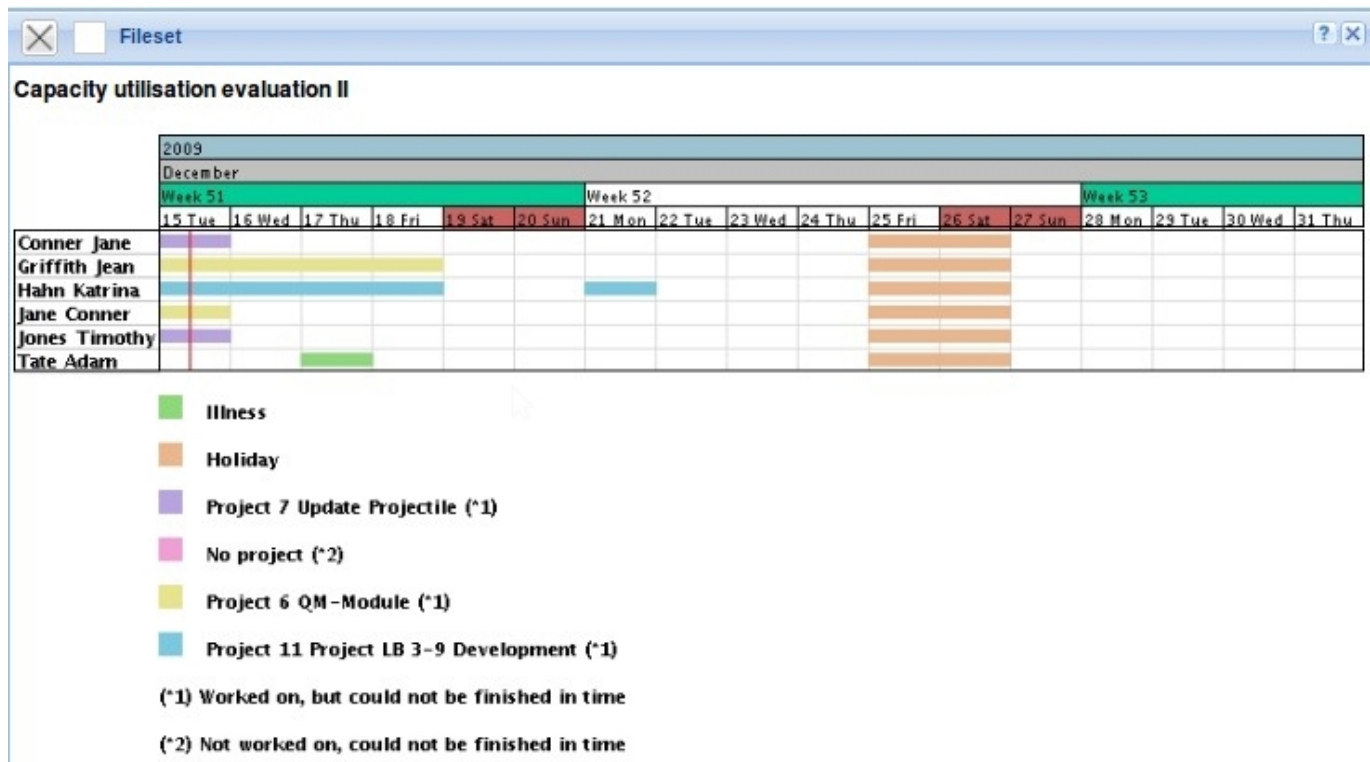 Fileset
Capacity utilisation evaluation II
2009
December
Week 51 Week 52 Week 53
15 Tue 16 Wed 17 Thu 18 Fri 19 Sat 20 Sun 21 Mon 22 Tue 23 Wed 24 Thu 25 Fri 26 Sat 27 Sun 28 Mon 29 Tue 30 Wed 31 Thu
Conner Jane
Griffith Jean
Hahn Katrina
Jane Conner
Jones Timothy
Tate Adam
Illness
Holiday
Project 7 Update Projectile (*1)
No project (*2)
Project 6 QM-Module (*1)
Project 11 Project LB 3-9 Development (*1)
(*1) Worked on, but could not be finished in time
(*2) Not worked on, could not be finished in time